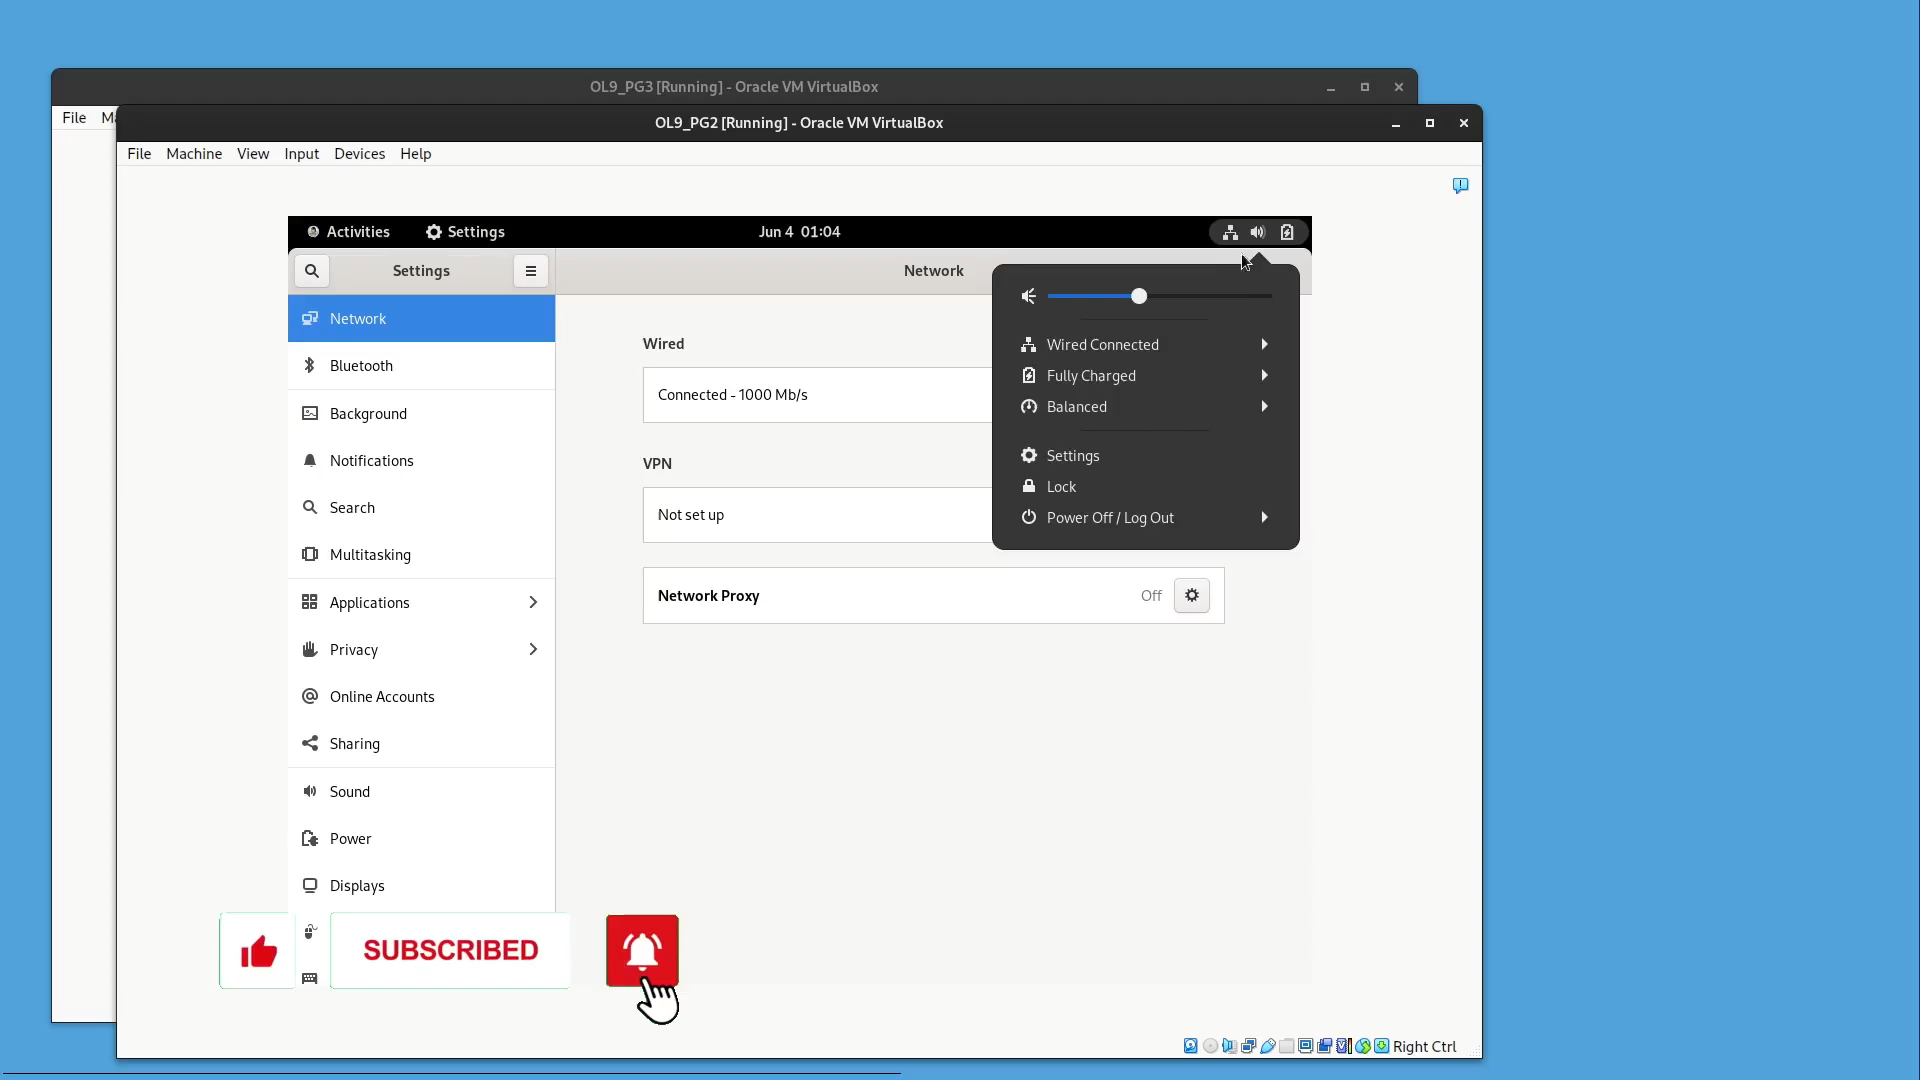 OL9_PG3 [Running] - Oracle VM VirtualBox
File
OL9_PG2 [Running] - Oracle VM VirtualBox
File Machine View Input Devices Help
Activities Settings Jun 4 01:04
Settings
Network
Network
Bluetooth
Background
Notifications
Search
Multitasking
Applications
Privacy
Online Accounts
Sharing
Sound
Power
Displays
Wired
Connected - 1000 Mb/s
VPN
Not set up
Network Proxy Off
Wired Connected
Fully Charged
Balanced
Settings
Lock
Power Off / Log Out
SUBSCRIBED
Right Ctrl